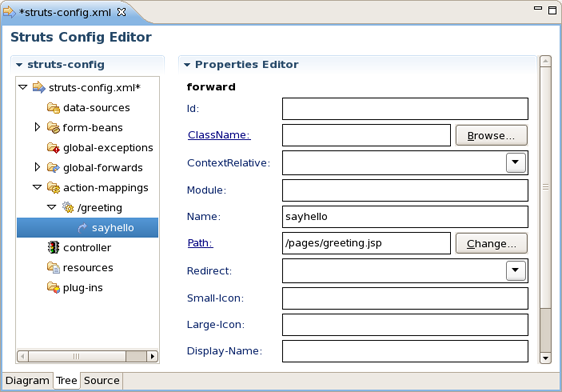 *struts-config.xml
Struts Config Editor
struts-config
struts-config.xml*
data-sources
form-beans
global-exceptions
global-forwards
action-mappings
/greeting
sayhello
controller
resources
plug-ins
Properties Editor
forward
Id:
ClassName: Browse...
ContextRelative:
Module:
Name: sayhello
Path: /pages/greeting.jsp Change...
Redirect:
Small-Icon:
Large-Icon:
Display-Name:
Diagram Tree Source